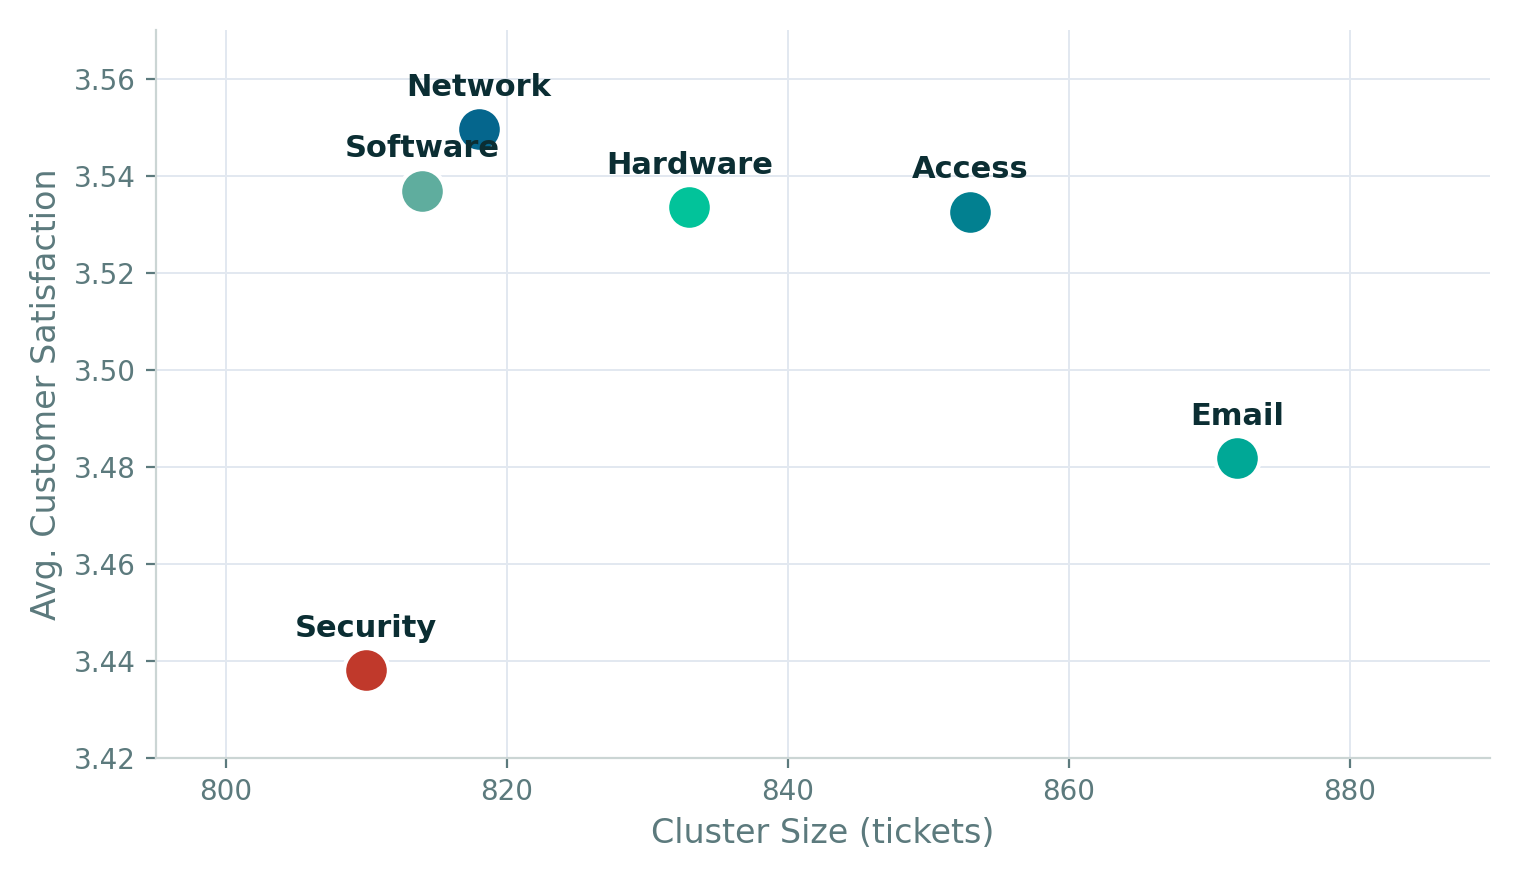 Network
Software
Hardware
Access
Email
Security
Avg. Customer Satisfaction
3.56
3.54
3.52
3.50
3.48
3.46
3.44
3.42
800
820
840
860
880
Cluster Size (tickets)